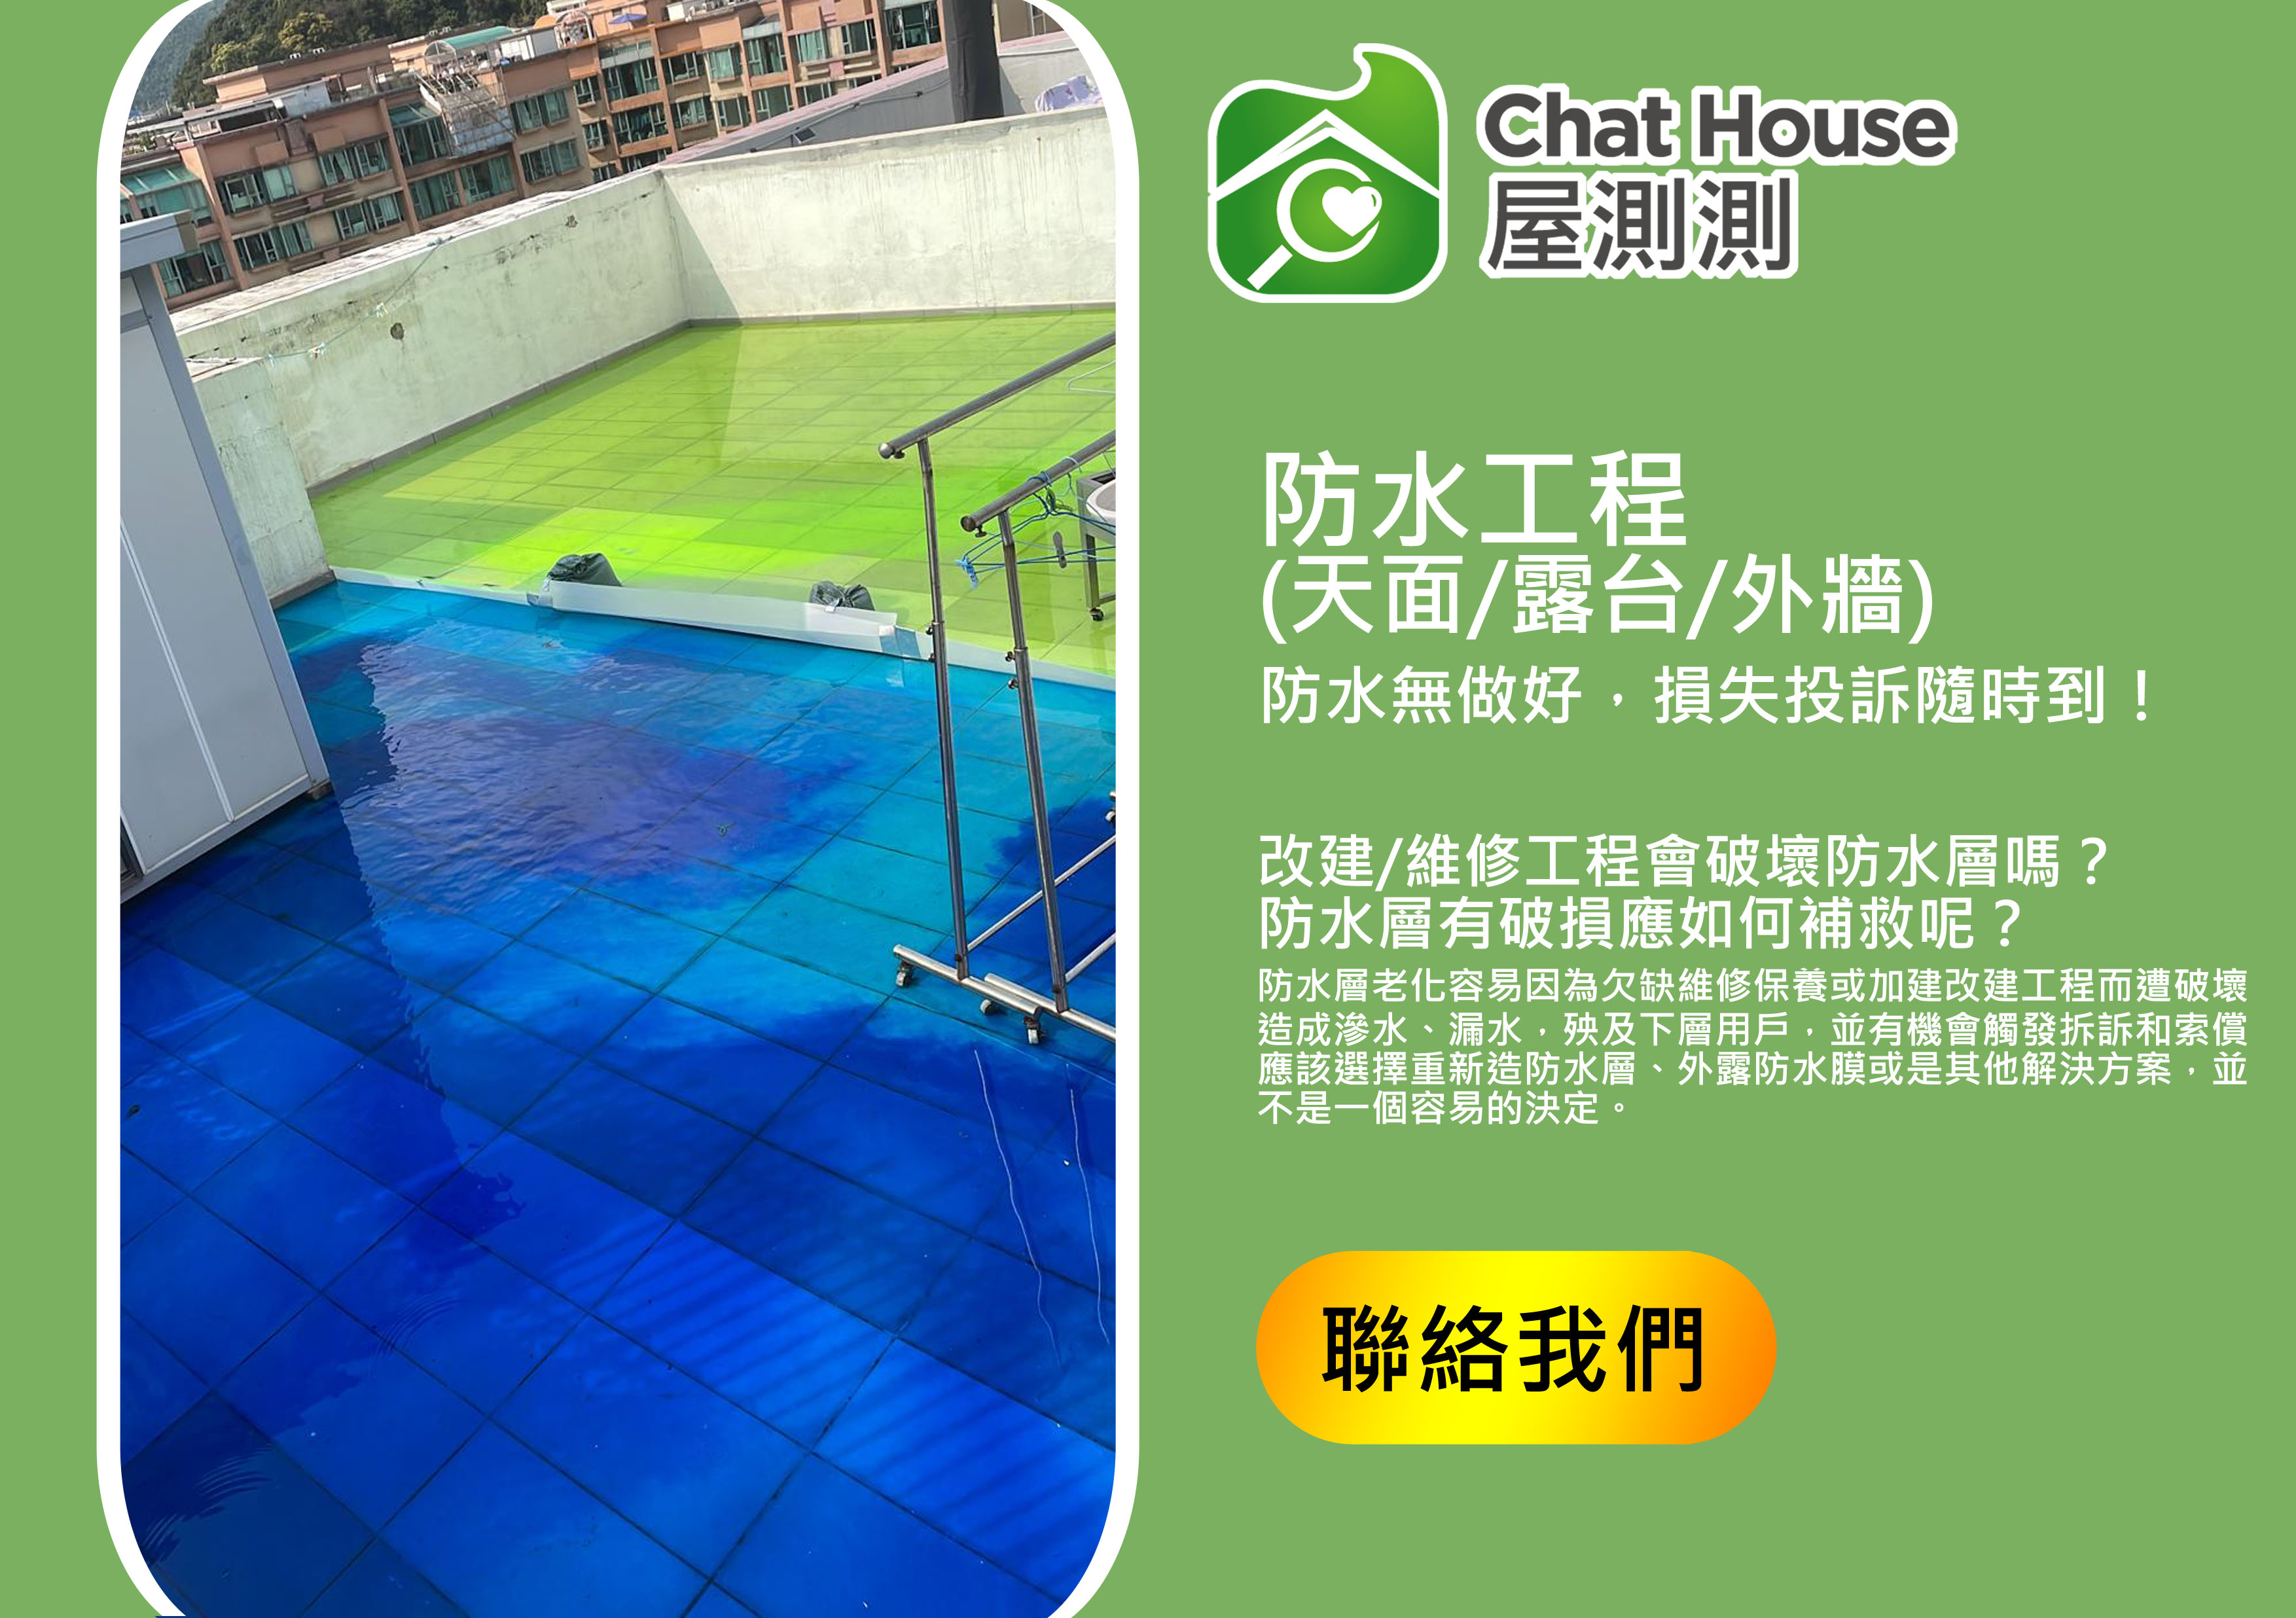 Chat House
屋測測
防水工程
(天面/露台/外牆)
防水無做好，損失投訴隨時到！
改建/維修工程會破壞防水層嗎？
防水層有破損應如何補救呢？
防水層老化容易因為欠缺維修保養或加建改建工程而遭破壞
造成滲水、漏水，殃及下層用戶，並有機會觸發拆訴和索償
應該選擇重新造防水層、外露防水膜或是其他解決方案，並
不是一個容易的決定。
聯絡我們